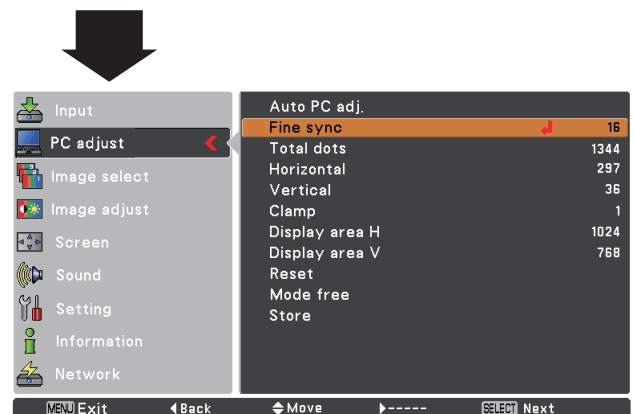 Input
PC adjust
Image select
Image adjust
Screen
Sound
Setting
Information
Network
Auto PC adj.
Fine sync 16
Total dots 1344
Horizontal 297
Vertical 36
Clamp 1
Display area H 1024
Display area V 768
Reset
Mode free
Store
MENU Exit Back Move ----- SELECT Next